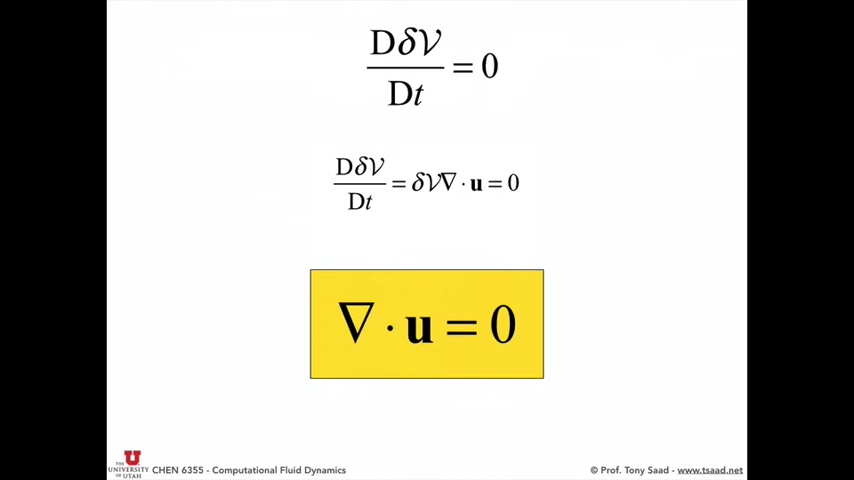 DδV/Dt = 0
DδV/Dt = δV∇ · u = 0
∇ · u = 0
THE UNIVERSITY OF UTAH
CHEN 6355 - Computational Fluid Dynamics
© Prof. Tony Saad - www.tsaad.net